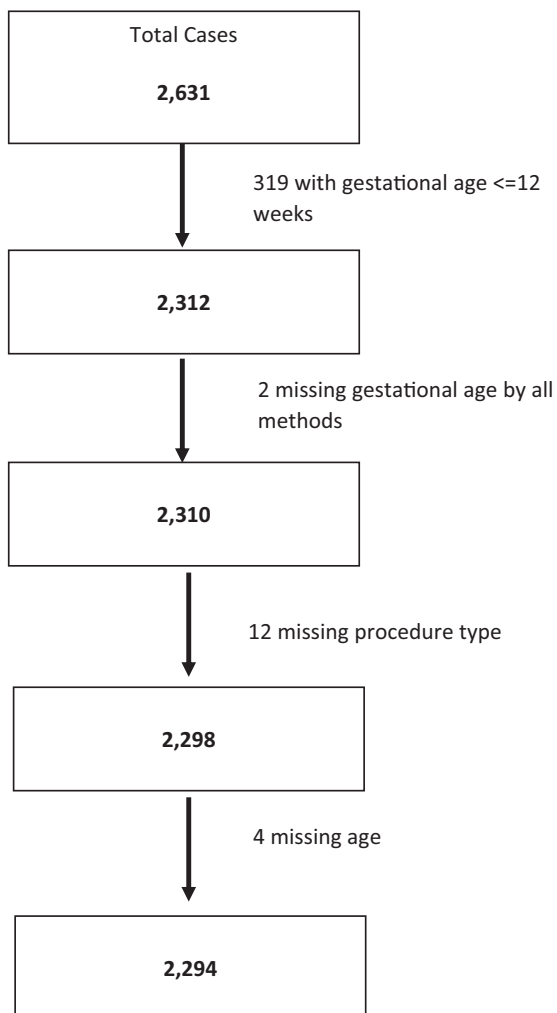 Total Cases
2,631
319 with gestational age <=12
weeks
2,312
2 missing gestational age by all
methods
2,310
12 missing procedure type
2,298
4 missing age
2,294